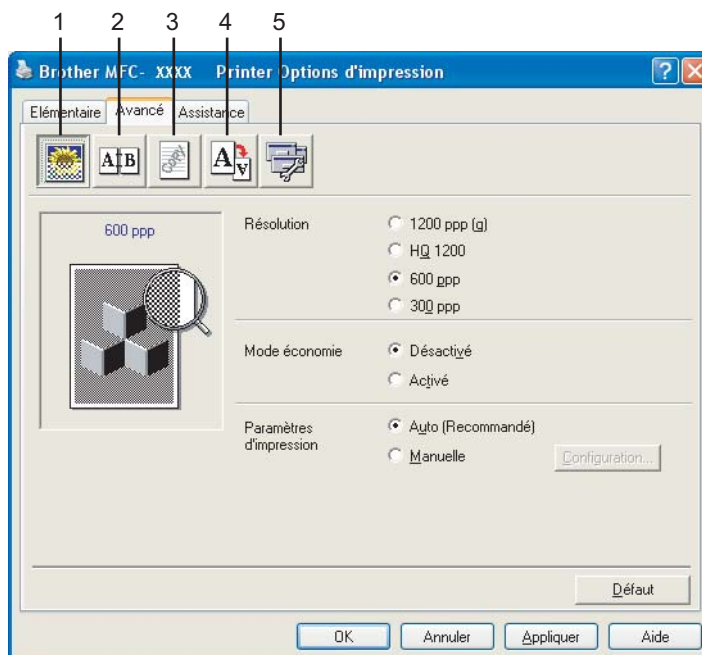 1 2 3 4 5
Brother MFC- XXXX Printer Options d'impression
?
Elémentaire Avancé Assistance
A B COPY A A
600 ppp
Résolution
1200 ppp (g)
HQ 1200
600 ppp
300 ppp
Mode économie
Désactivé
Activé
Paramètres
d'impression
Auto (Recommandé)
Manuelle
Configuration...
Défaut
OK Annuler Appliquer Aide